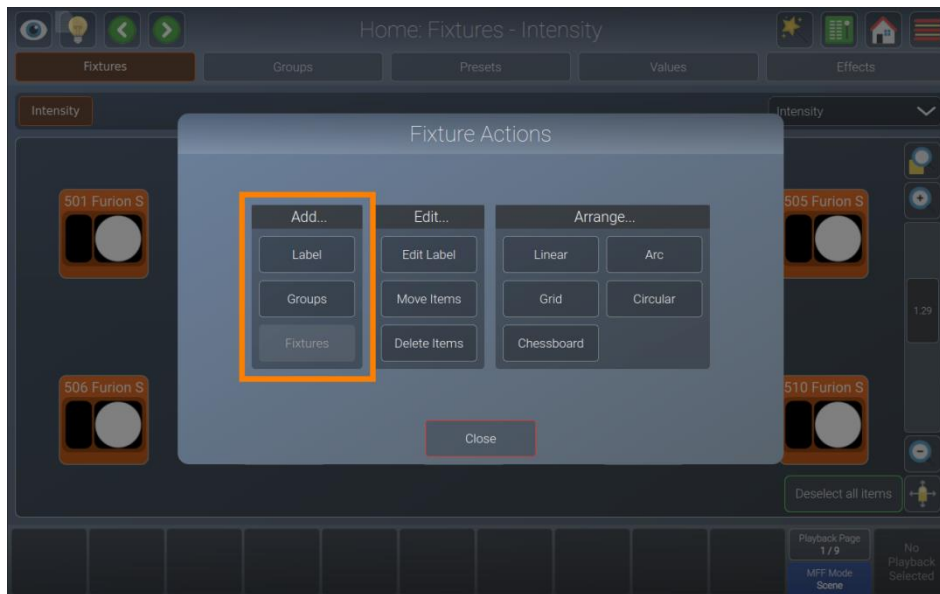 Home: Fixtures - Intensity
Fixtures Groups Presets Values Effects
Intensity Intensity
Fixture Actions
501 Furion S 505 Furion S
Add... Edit... Arrange...
Label Edit Label Linear Arc
Groups Move Items Grid Circular
1.29
Fixtures Delete Items Chessboard
506 Furion S 510 Furion S
Close
Deselect all items
Playback Page
1 / 9
No
Playback
Selected
MFF Mode
Scene